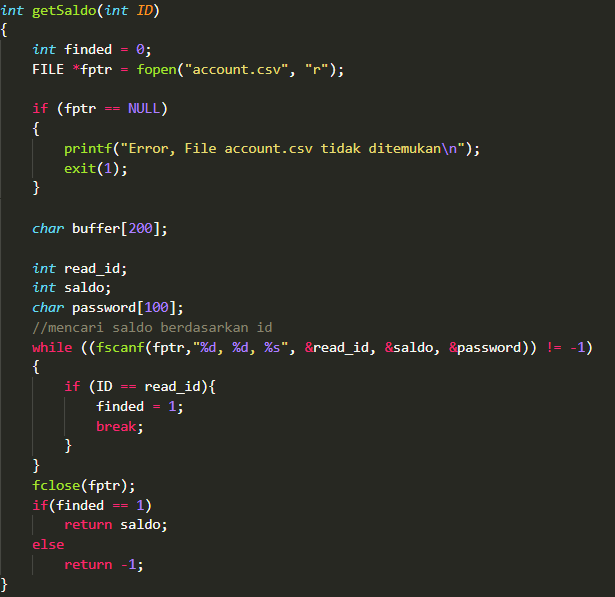 int getSaldo(int ID)
{
    int finded = 0;
    FILE *fptr = fopen("account.csv", "r");

    if (fptr == NULL)
    {
        printf("Error, File account.csv tidak ditemukan\n");
        exit(1);
    }

    char buffer[200];

    int read_id;
    int saldo;
    char password[100];
    //mencari saldo berdasarkan id
    while ((fscanf(fptr,"%d, %d, %s", &read_id, &saldo, &password)) != -1)
    {
        if (ID == read_id){
            finded = 1;
            break;
        }
    }
    fclose(fptr);
    if(finded == 1)
        return saldo;
    else
        return -1;
}